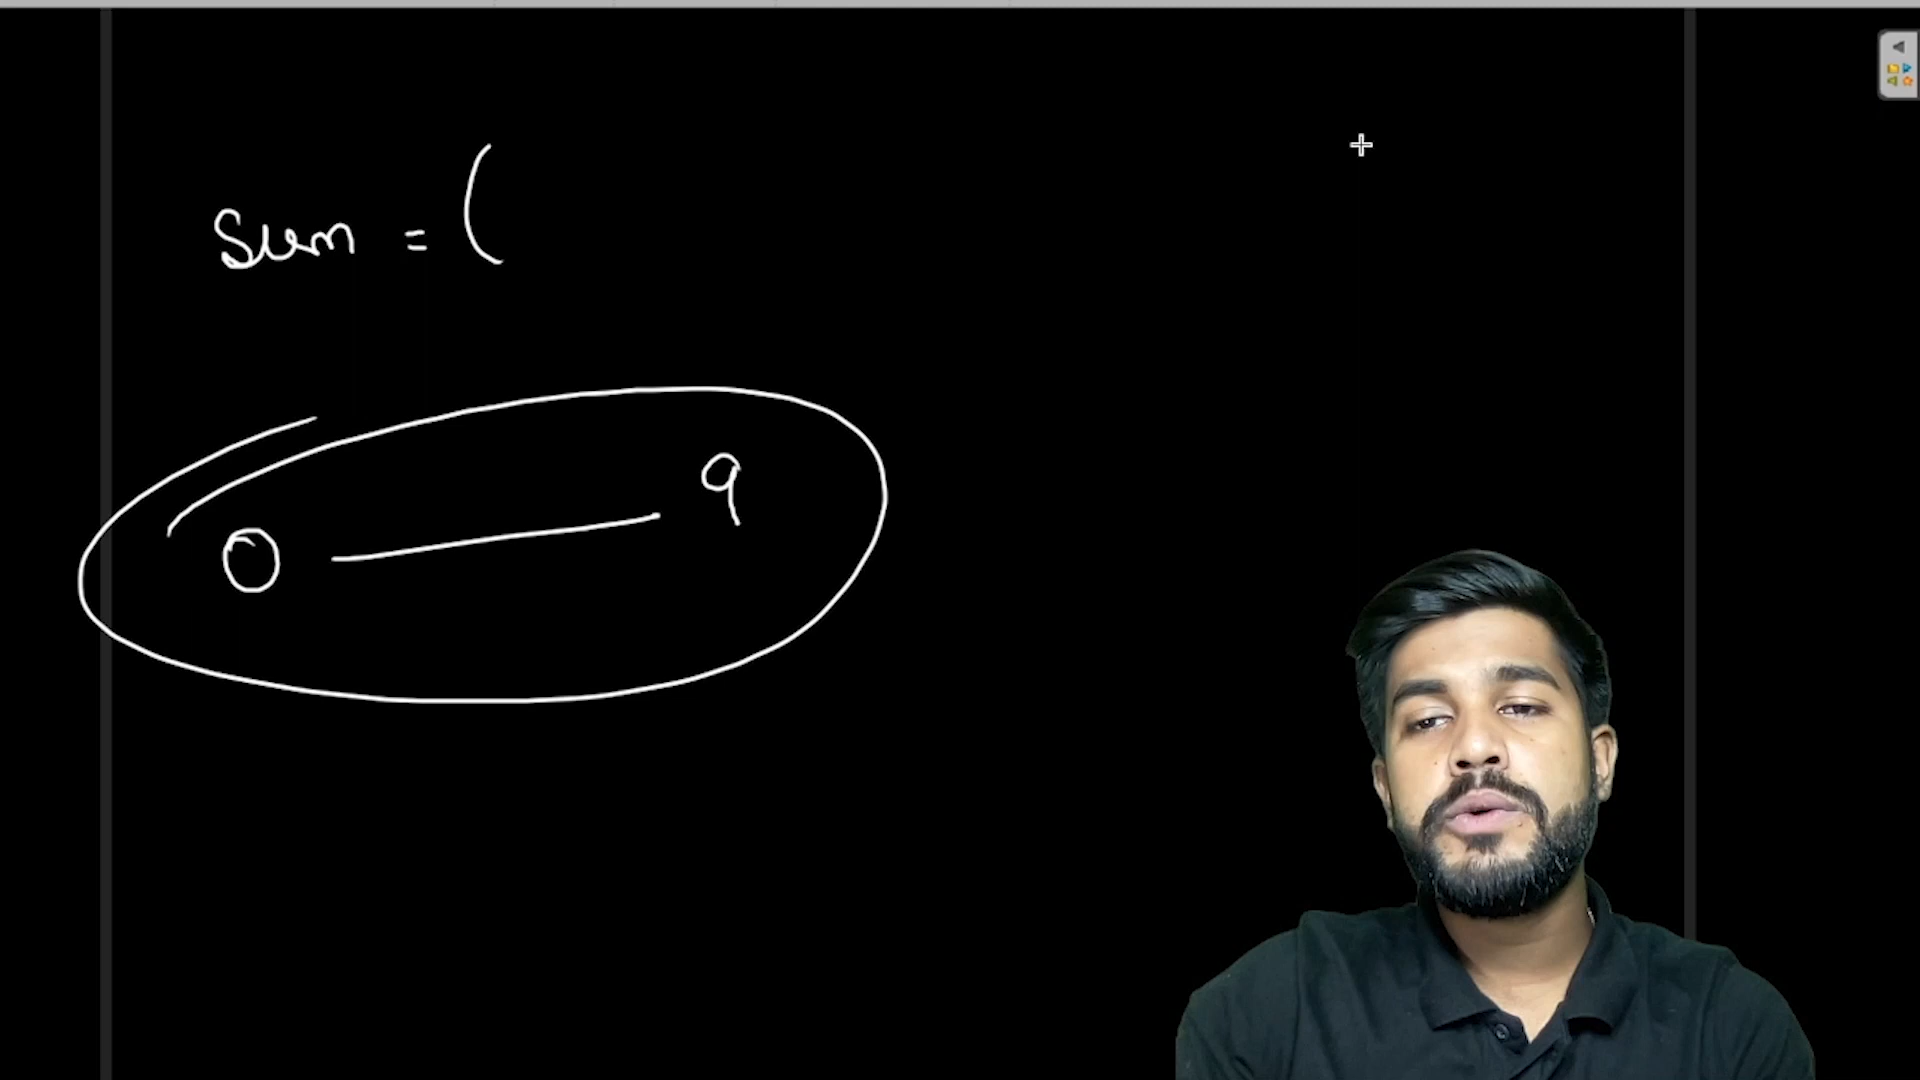 Sum = (
0 — 9